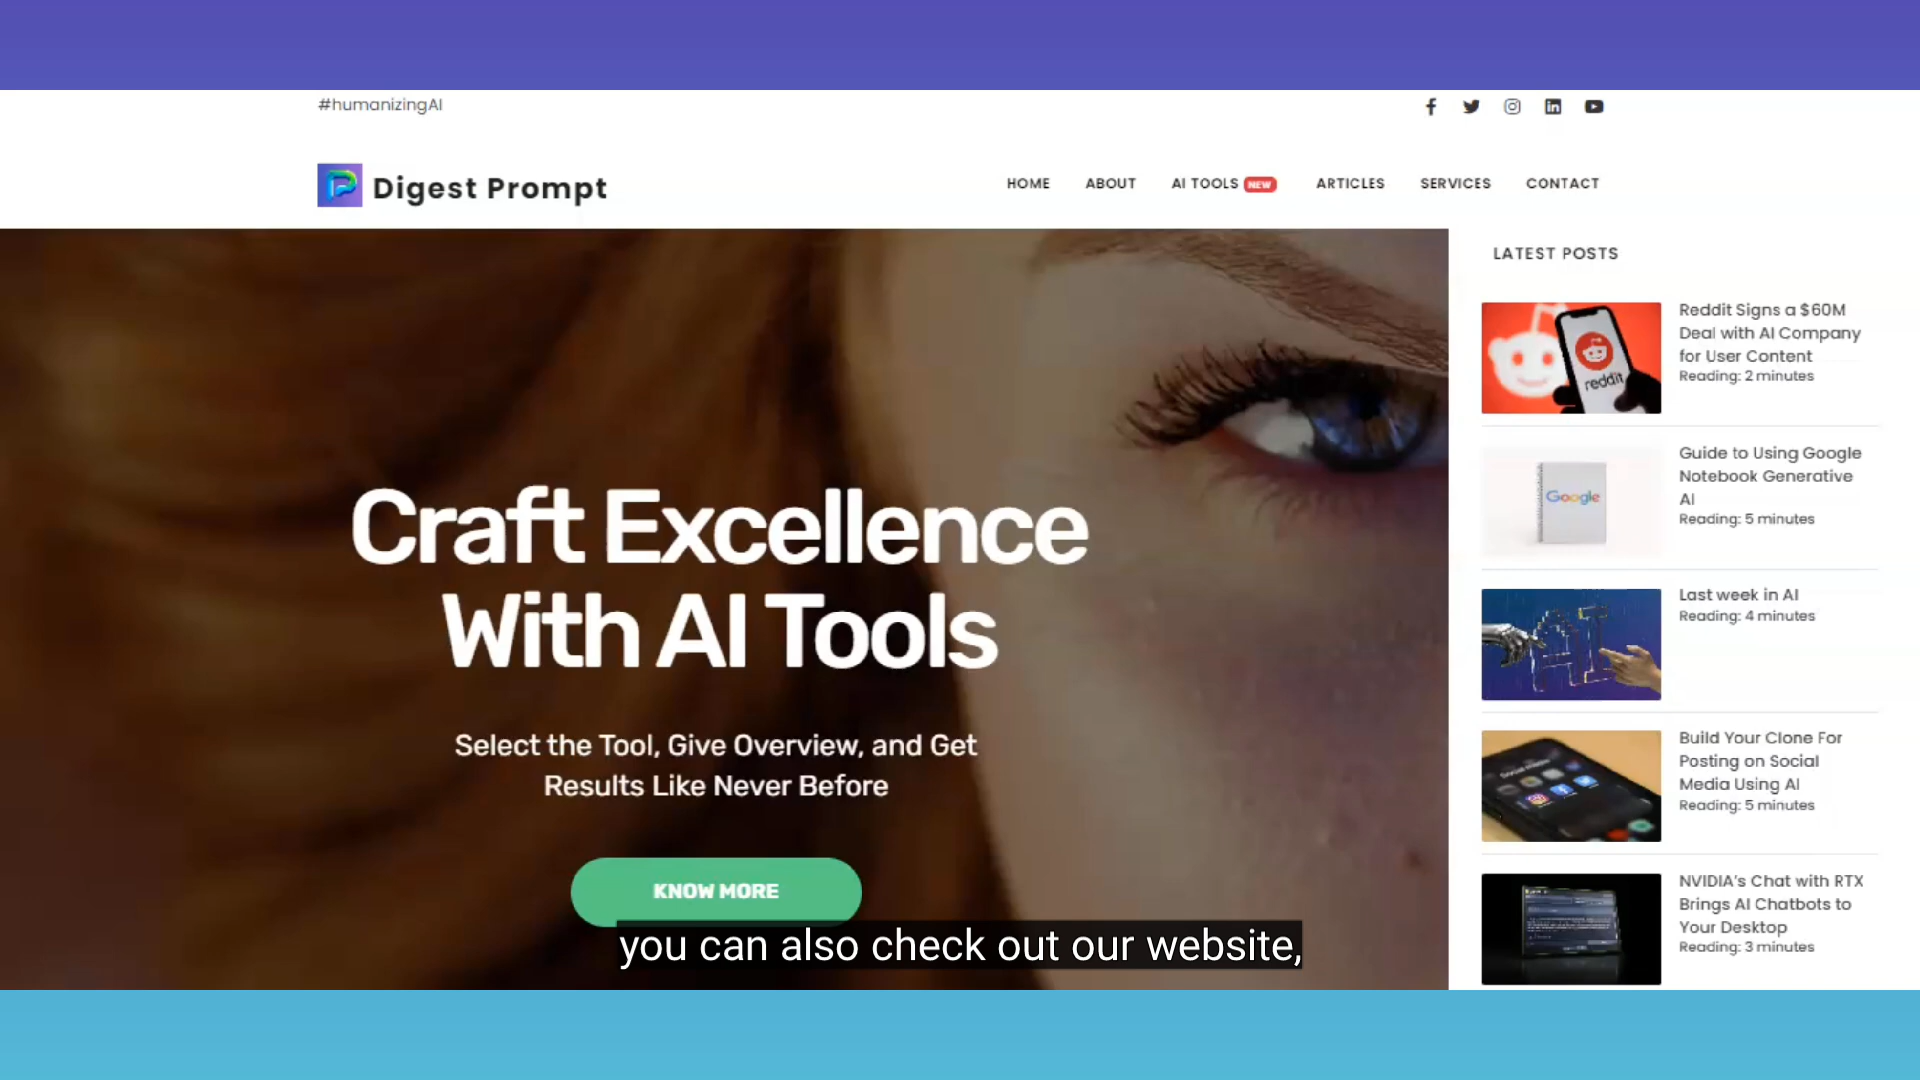 #humanizingAI
Digest Prompt
HOME ABOUT AI TOOLS NEW ARTICLES SERVICES CONTACT
Craft Excellence
With AI Tools
Select the Tool, Give Overview, and Get
Results Like Never Before
KNOW MORE
you can also check out our website,
LATEST POSTS
reddit
Reddit Signs a $60M
Deal with AI Company
for User Content
Reading: 2 minutes
Google
Guide to Using Google
Notebook Generative
AI
Reading: 5 minutes
Last week in AI
Reading: 4 minutes
Build Your Clone For
Posting on Social
Media Using AI
Reading: 5 minutes
NVIDIA's Chat with RTX
Brings AI Chatbots to
Your Desktop
Reading: 3 minutes